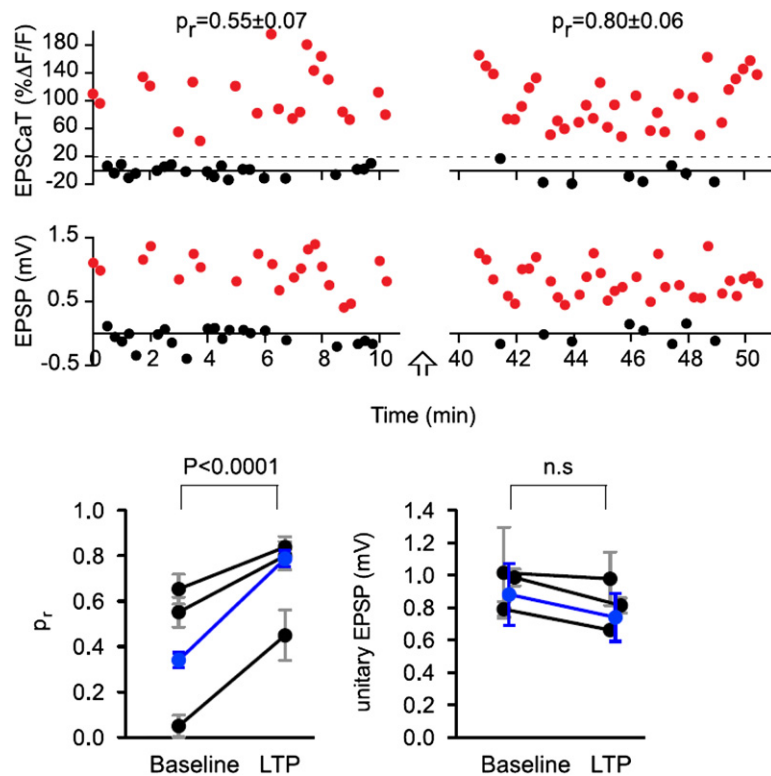 pr=0.55±0.07 pr=0.80±0.06
EPSCaT (%ΔF/F)
180
140
100
60
20
-20
EPSP (mV)
1.5
0.5
-0.5
0 2 4 6 8 10 40 42 44 46 48 50
Time (min)
P<0.0001
pr
1.0
0.8
0.6
0.4
0.2
0.0
Baseline LTP
n.s
unitary EPSP (mV)
1.4
1.2
1.0
0.8
0.6
0.4
0.2
0.0
Baseline LTP